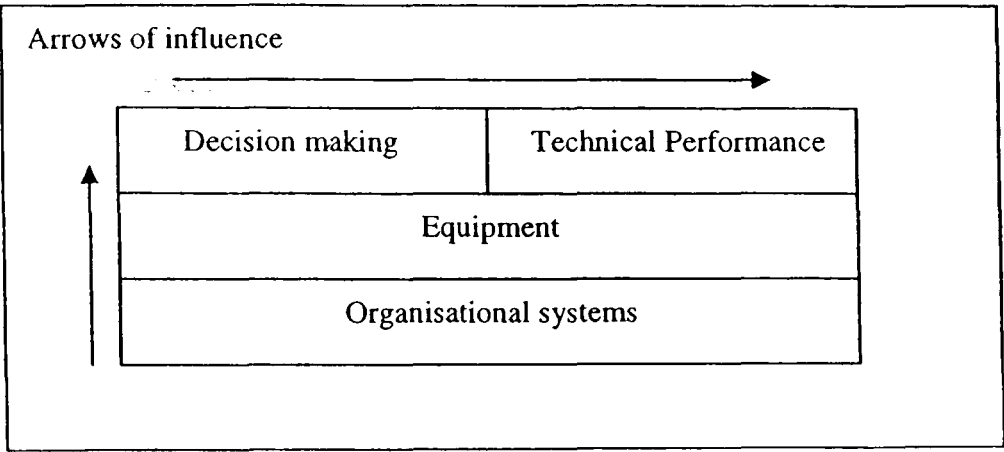 Arrows of influence
Decision making
Technical Performance
Equipment
Organisational systems